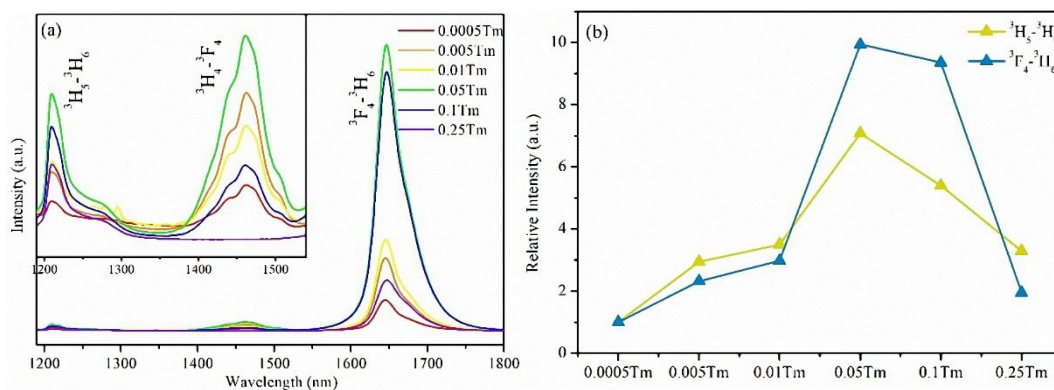 (a)
³H₅-³H₆
³H₄-³F₄
³F₄-³H₆
0.0005Tm
0.005Tm
0.01Tm
0.05Tm
0.1Tm
0.25Tm
1200 1300 1400 1500
Intensity (a.u.)
1200 1300 1400 1500 1600 1700 1800
Wavelength (nm)
(b)
³H₅-³H
³F₄-³H₆
10
8
6
4
2
0
Relative Intensity (a.u.)
0.0005Tm 0.005Tm 0.01Tm 0.05Tm 0.1Tm 0.25Tm